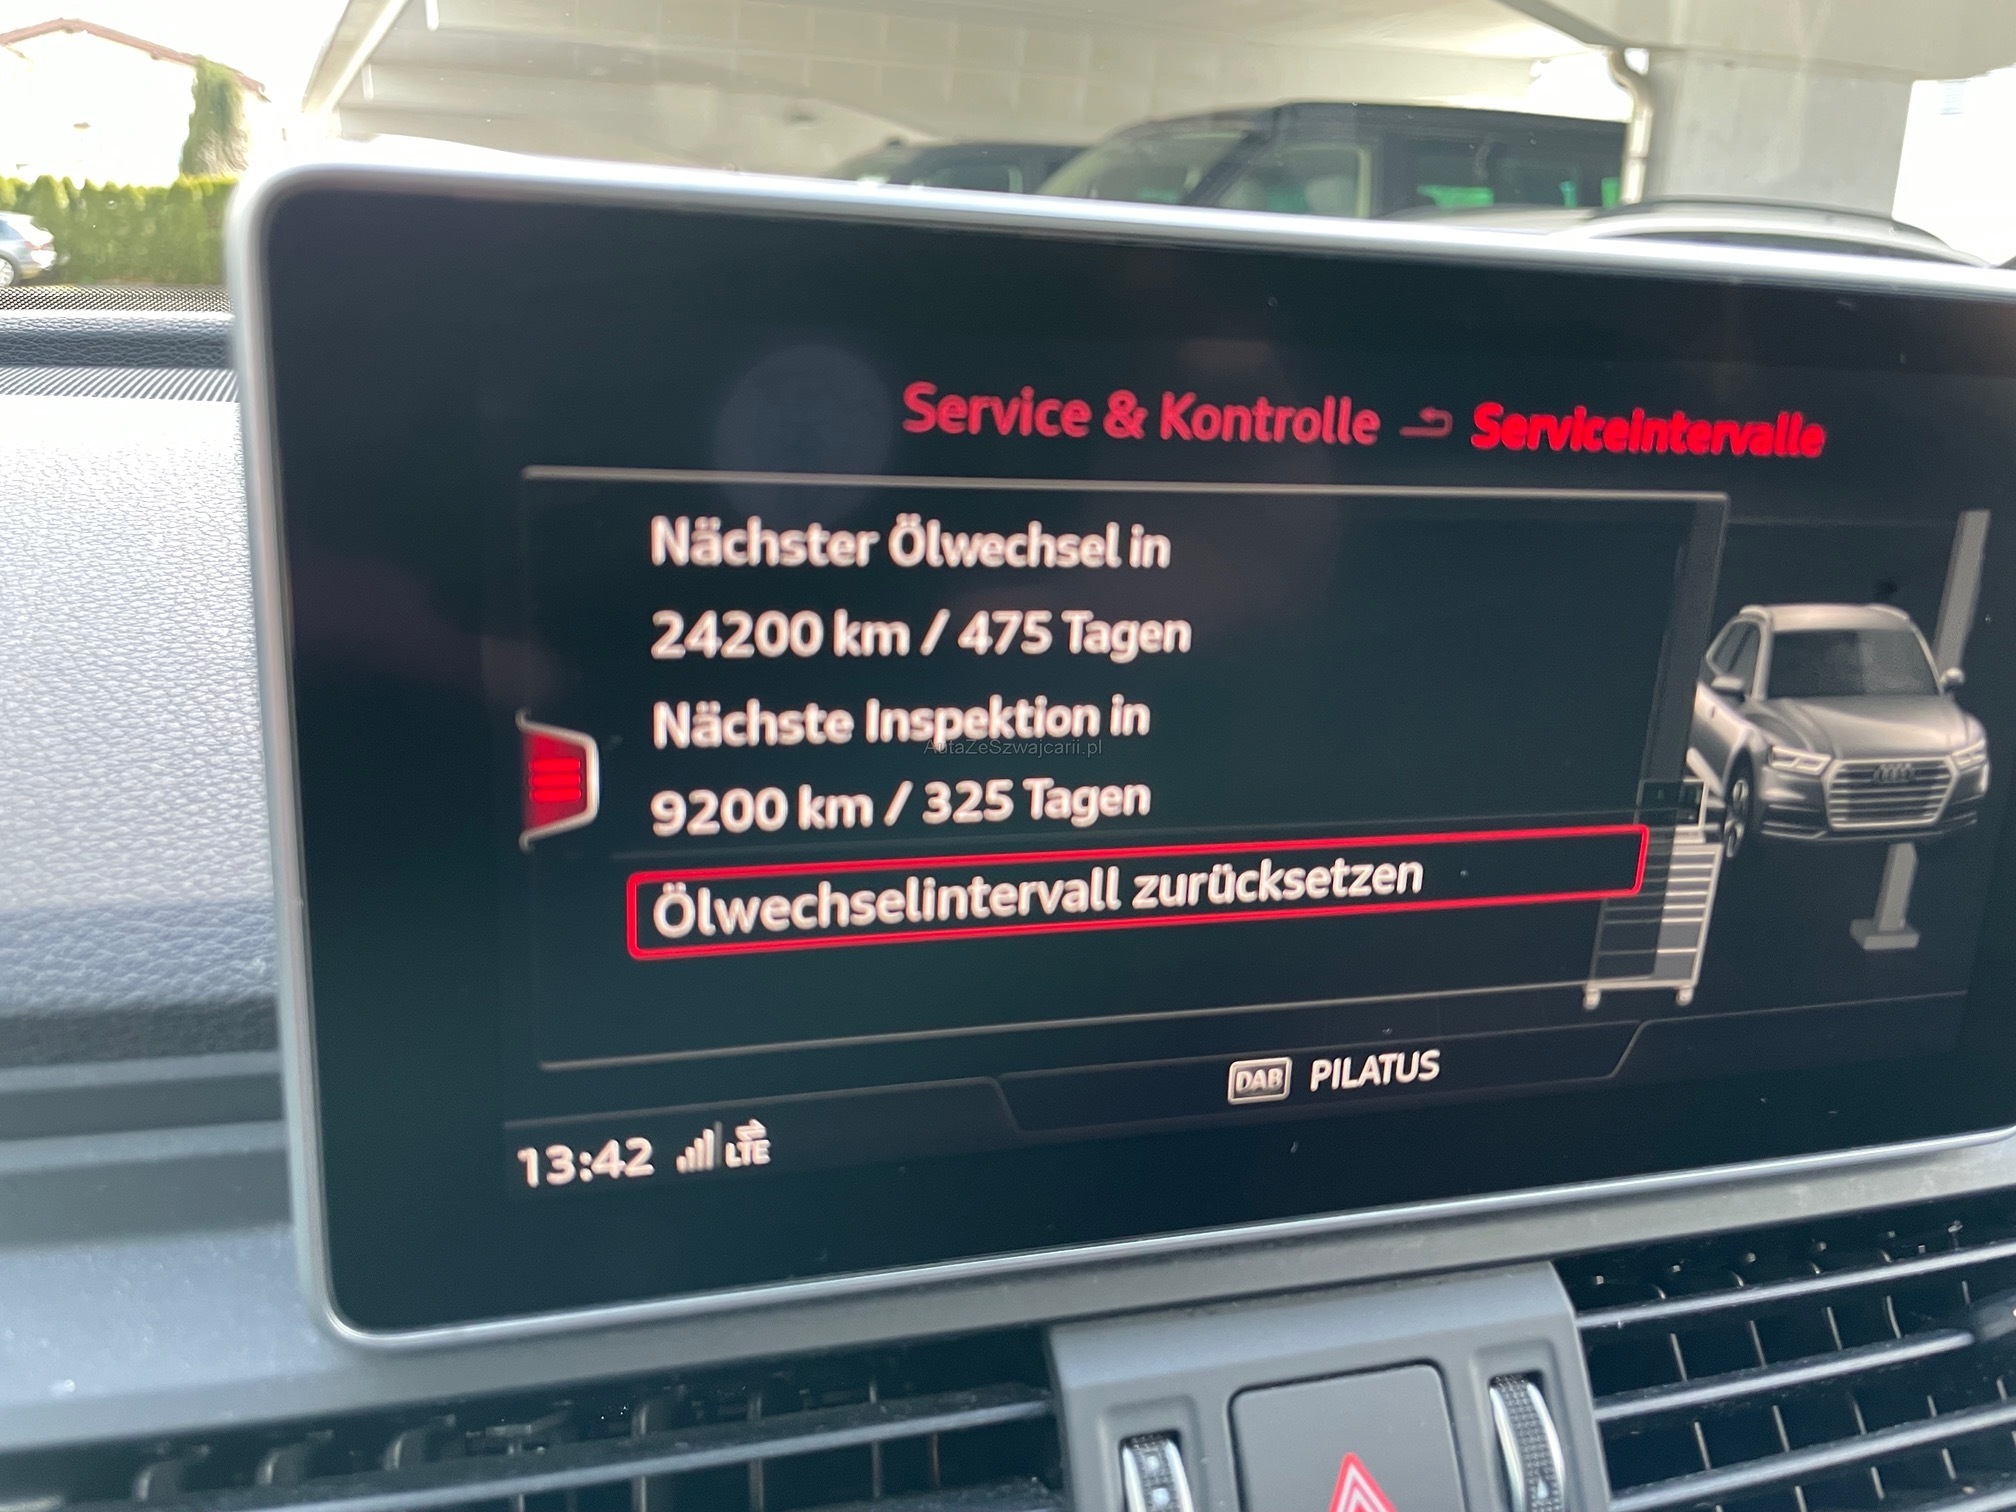 Service & Kontrolle Serviceintervalle
Nächster Ölwechsel in
24200 km / 475 Tagen
Nächste Inspektion in
AutaZeSzwajcarii.pl
9200 km / 325 Tagen
Ölwechselintervall zurücksetzen
DAB PILATUS
13:42 LTE